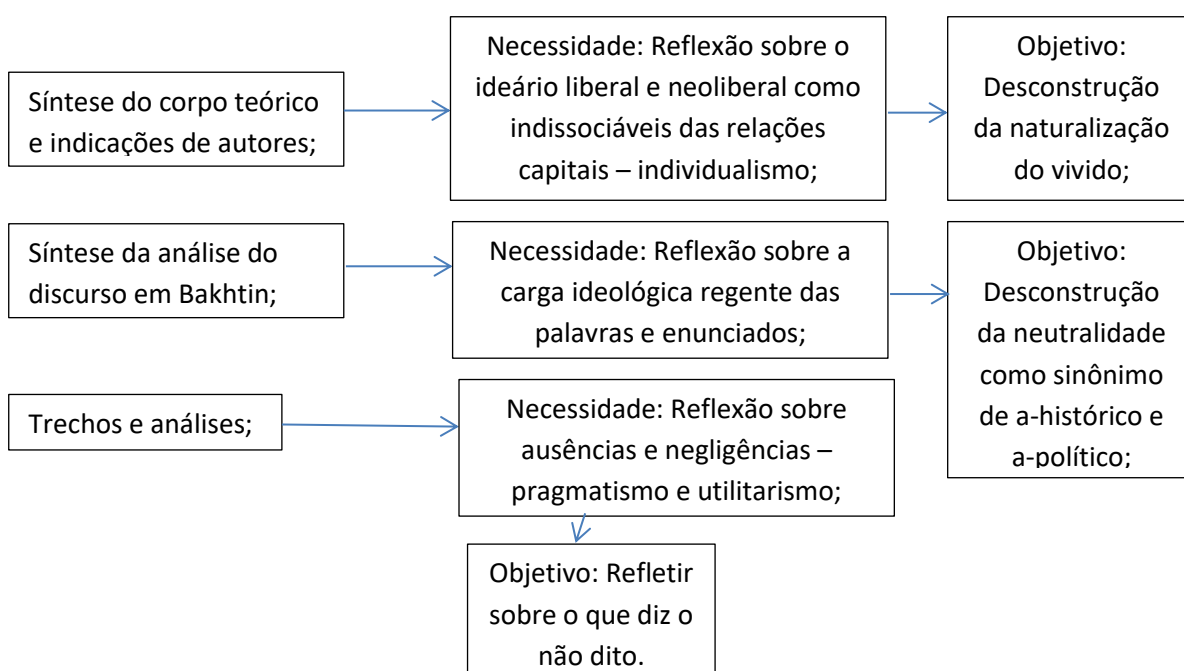 Síntese do corpo teórico
e indicações de autores;
Necessidade: Reflexão sobre o
ideário liberal e neoliberal como
indissociáveis das relações
capitais – individualismo;
Objetivo:
Desconstrução
da naturalização
do vivido;
Síntese da análise do
discurso em Bakhtin;
Necessidade: Reflexão sobre a
carga ideológica regente das
palavras e enunciados;
Objetivo:
Desconstrução
da neutralidade
como sinônimo
de a-histórico e
a-político;
Trechos e análises;
Necessidade: Reflexão sobre
ausências e negligências –
pragmatismo e utilitarismo;
Objetivo: Refletir
sobre o que diz o
não dito.